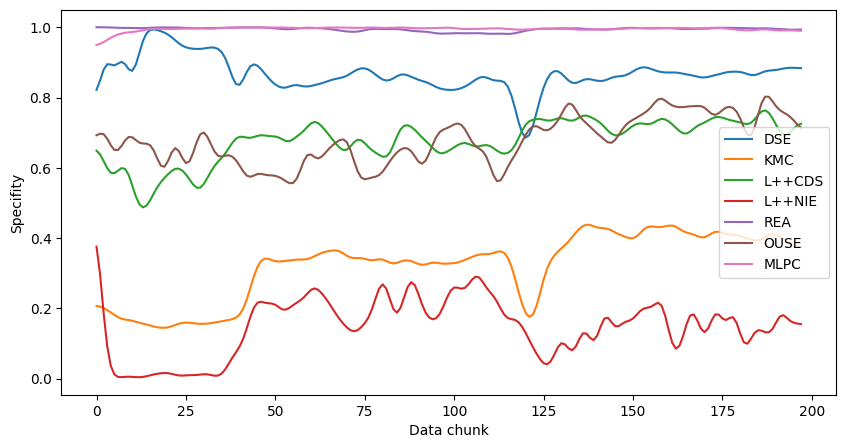 1.0
0.8
0.6
0.4
0.2
0.0
Specifity
0
25
50
75
100
125
150
175
200
Data chunk
DSE
KMC
L++CDS
L++NIE
REA
OUSE
MLPC